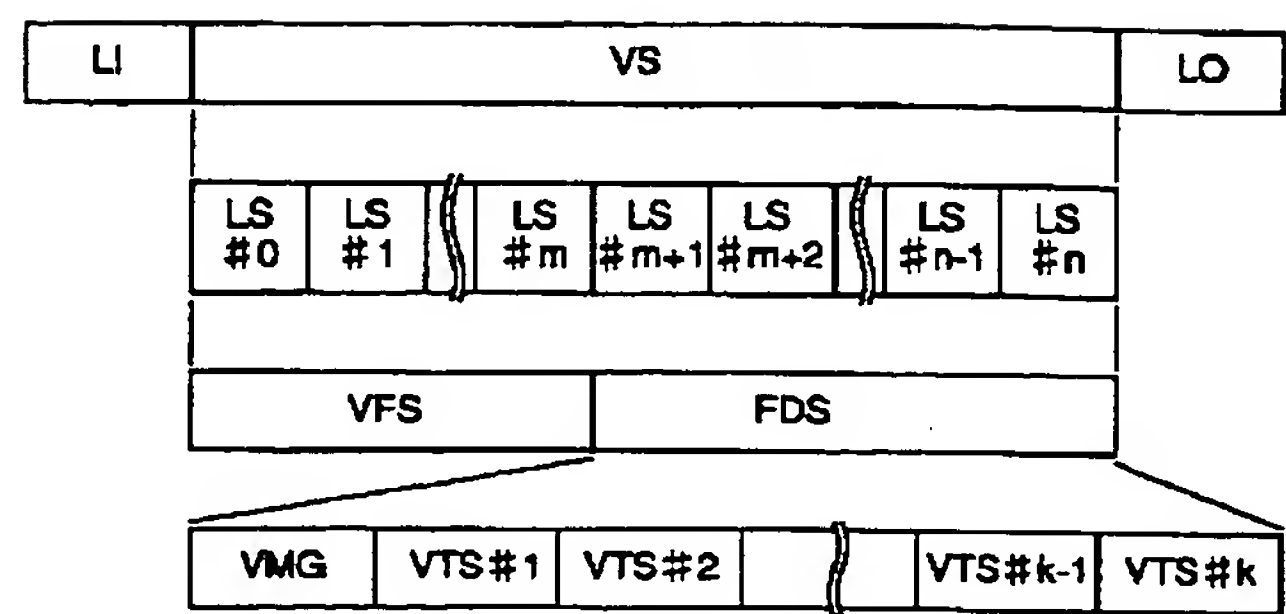 LI VS LO
LS LS LS LS LS LS LS
#0 #1 #m #m+1 #m+2 #n-1 #n
VFS FDS
VMG VTS#1 VTS#2 VTS#k-1 VTS#k